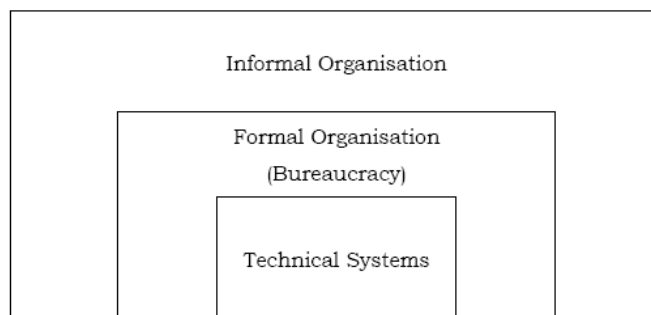 Informal Organisation
Formal Organisation
(Bureaucracy)
Technical Systems